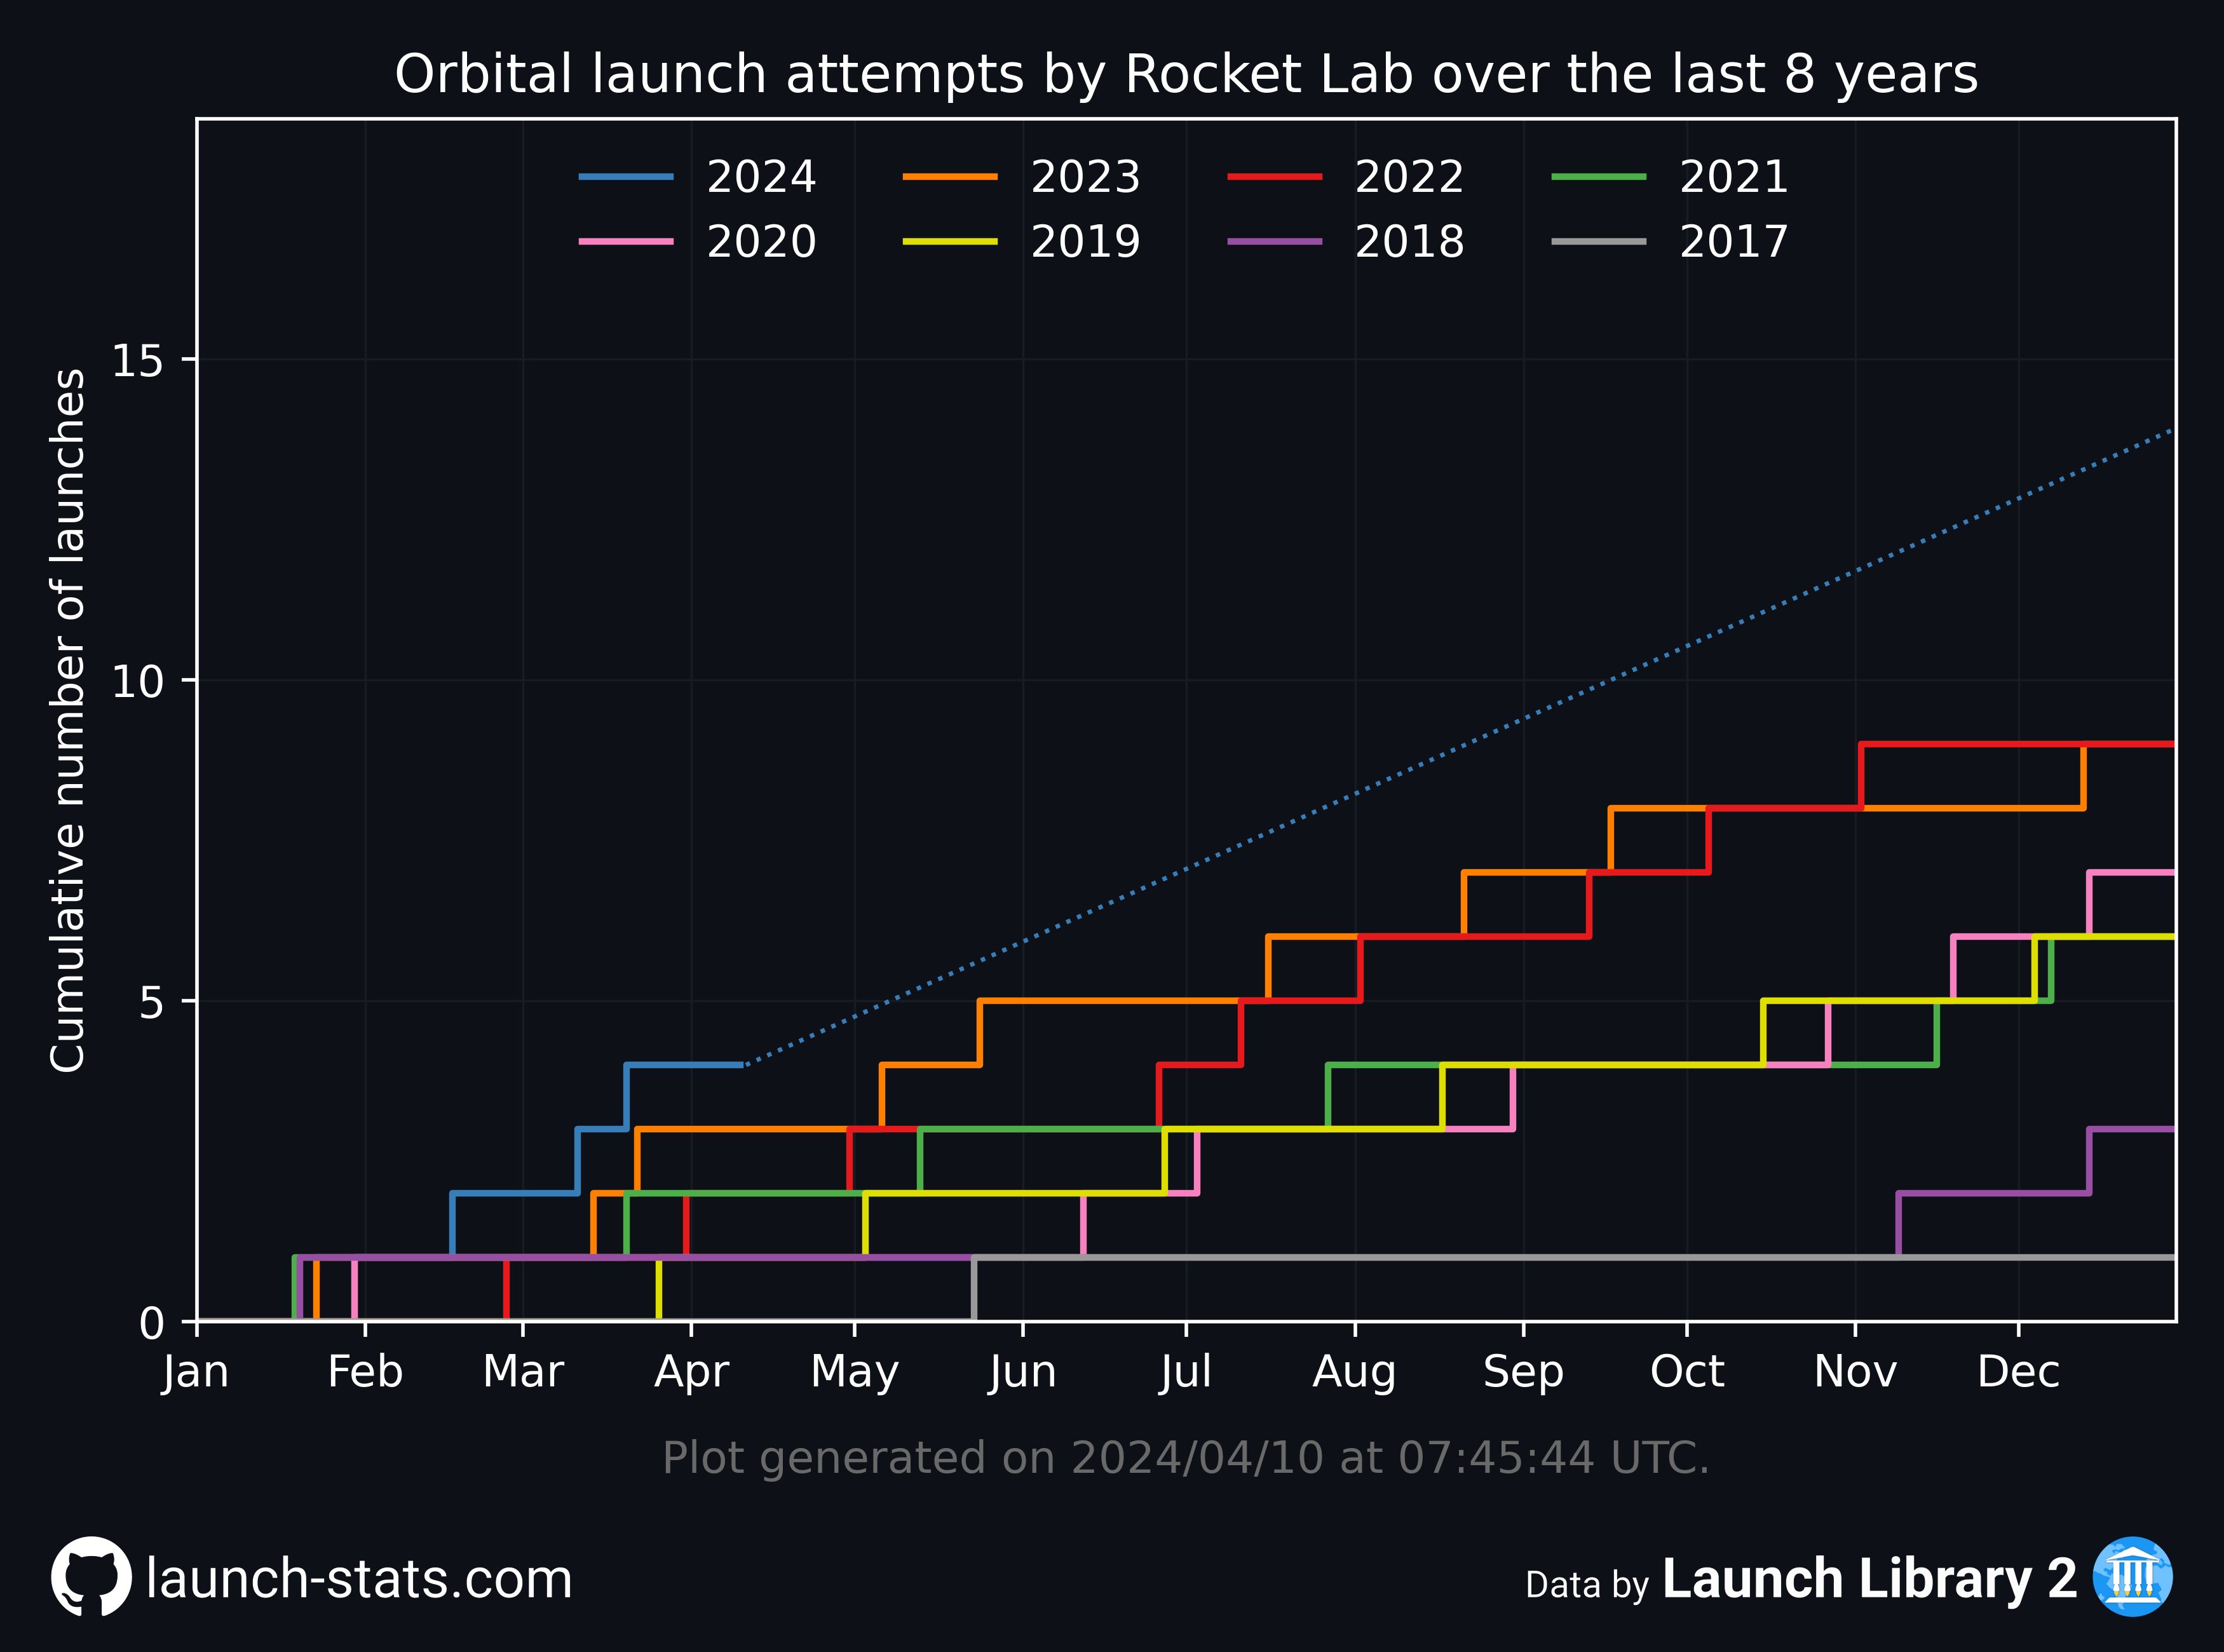 Orbital launch attempts by Rocket Lab over the last 8 years
2024 2023 2022 2021
2020 2019 2018 2017
Cumulative number of launches
15
10
5
0
Jan Feb Mar Apr May Jun Jul Aug Sep Oct Nov Dec
Plot generated on 2024/04/10 at 07:45:44 UTC.
launch-stats.com
Data by Launch Library 2